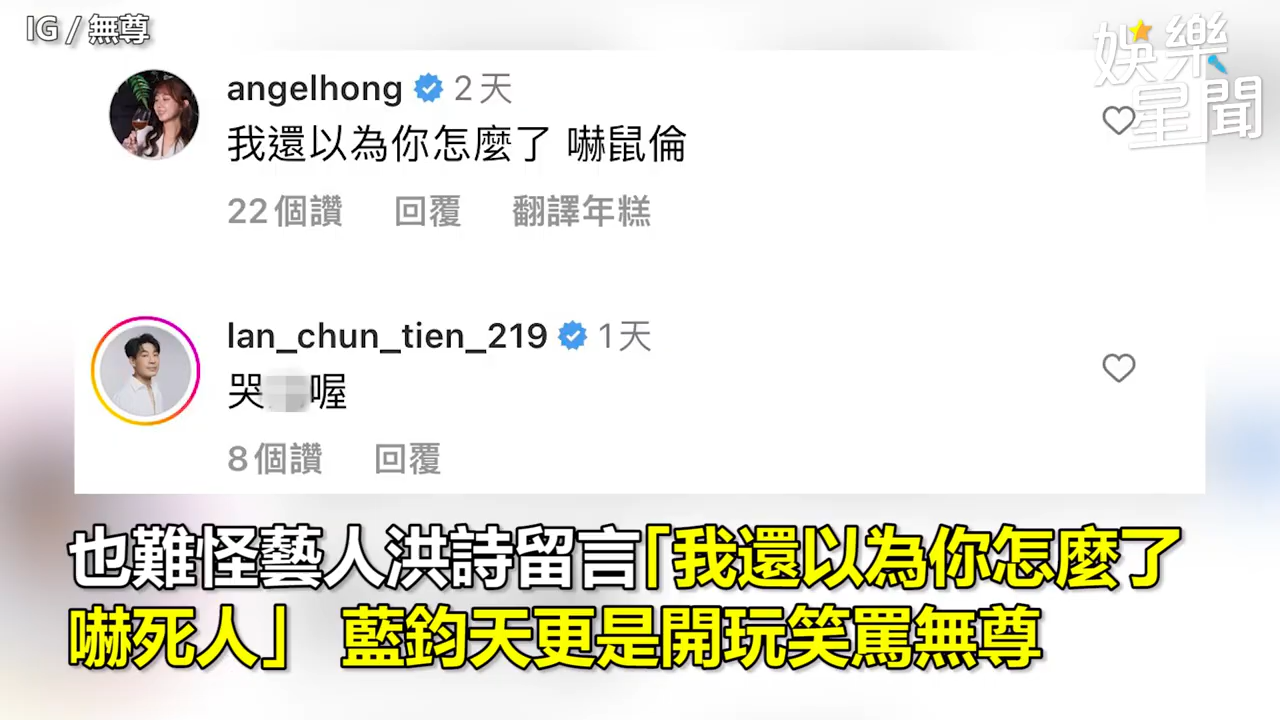 IG / 無尊
娛樂
星聞
angelhong 2天
我還以為你怎麼了 嚇鼠倫
22個讚 回覆 翻譯年糕
lan_chun_tien_219 1天
哭 喔
8個讚 回覆
也難怪藝人洪詩留言「我還以為你怎麼了
嚇死人」 藍鈞天更是開玩笑罵無尊